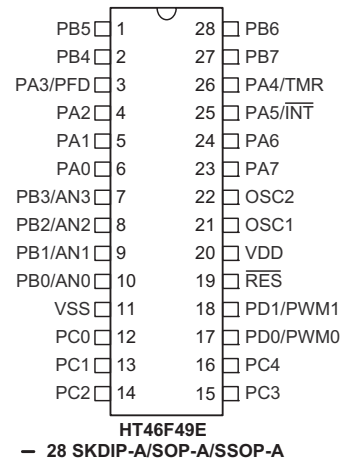 PB5 1 28 PB6
PB4 2 27 PB7
PA3/PFD 3 26 PA4/TMR
PA2 4 25 PA5/INT
PA1 5 24 PA6
PA0 6 23 PA7
PB3/AN3 7 22 OSC2
PB2/AN2 8 21 OSC1
PB1/AN1 9 20 VDD
PB0/AN0 10 19 RES
VSS 11 18 PD1/PWM1
PC0 12 17 PD0/PWM0
PC1 13 16 PC4
PC2 14 15 PC3
HT46F49E
– 28 SKDIP-A/SOP-A/SSOP-A